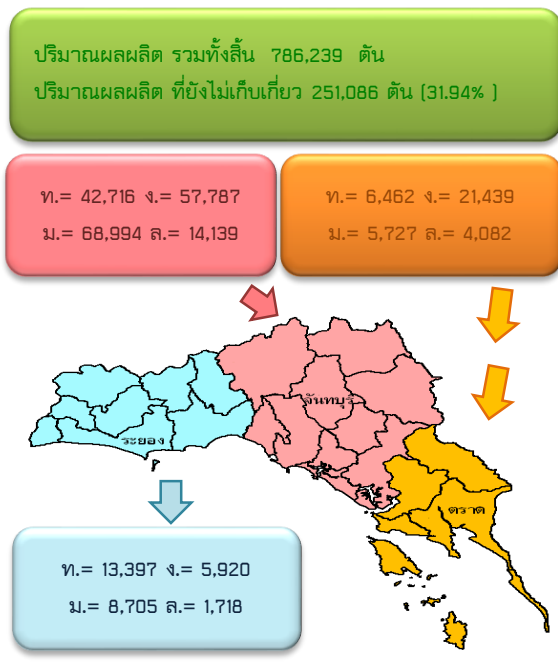 ปริมาณผลผลิต รวมทั้งสิ้น 786,239 ตัน
ปริมาณผลผลิต ที่ยังไม่เก็บเกี่ยว 251,086 ตัน (31.94% )
ท.= 42,716 ง.= 57,787
ม.= 68,994 ล.= 14,139
ท.= 6,462 ง.= 21,439
ม.= 5,727 ล.= 4,082
จันทบุรี
ระยอง
ตราด
ท.= 13,397 ง.= 5,920
ม.= 8,705 ล.= 1,718